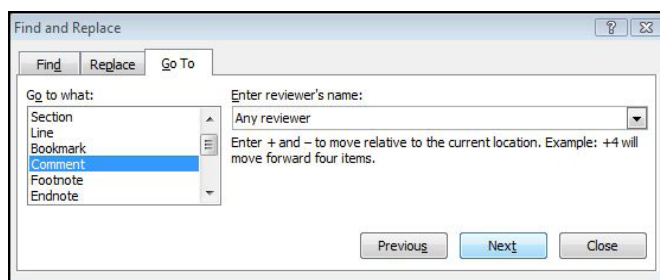 Find and Replace
Find
Replace
Go To
Go to what:
Section
Line
Bookmark
Comment
Footnote
Endnote
Enter reviewer's name:
Any reviewer
Enter + and – to move relative to the current location. Example: +4 will
move forward four items.
Previous
Next
Close